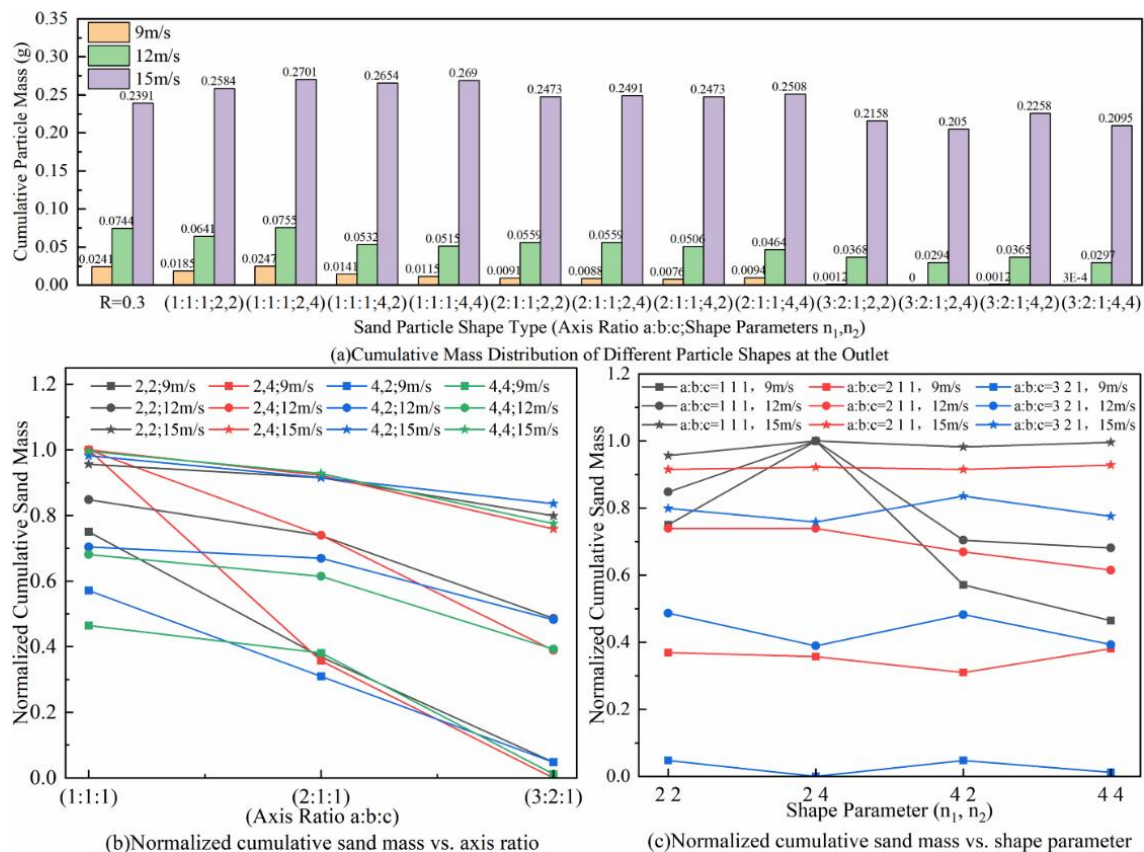 0.35
0.30
0.25
0.20
0.15
0.10
0.05
0.00
Cumulative Particle Mass (g)
9m/s
12m/s
15m/s
0.0241
0.0744
0.2391
0.0185
0.0641
0.2584
0.0247
0.0755
0.2701
0.0141
0.0532
0.2654
0.0115
0.0515
0.269
0.0091
0.0559
0.2473
0.0088
0.0559
0.2491
0.0076
0.0506
0.2473
0.0094
0.0464
0.2508
0.0012
0.0368
0.2158
0
0.0294
0.205
0.0012
0.0365
0.2258
3E-4
0.0297
0.2095
R=0.3 (1:1:1;2,2) (1:1:1;2,4) (1:1:1;4,2) (1:1:1;4,4) (2:1:1;2,2) (2:1:1;2,4) (2:1:1;4,2) (2:1:1;4,4) (3:2:1;2,2) (3:2:1;2,4) (3:2:1;4,2) (3:2:1;4,4)
Sand Particle Shape Type (Axis Ratio a:b:c;Shape Parameters n₁,n₂)
(a)Cumulative Mass Distribution of Different Particle Shapes at the Outlet
1.2
1.0
0.8
0.6
0.4
0.2
0.0
Normalized Cumulative Sand Mass
2,2;9m/s 2,4;9m/s 4,2;9m/s 4,4;9m/s
2,2;12m/s 2,4;12m/s 4,2;12m/s 4,4;12m/s
2,2;15m/s 2,4;15m/s 4,2;15m/s 4,4;15m/s
(1:1:1) (2:1:1) (3:2:1)
(Axis Ratio a:b:c)
(b)Normalized cumulative sand mass vs. axis ratio
1.2
1.0
0.8
0.6
0.4
0.2
0.0
Normalized Cumulative Sand Mass
a:b:c=1 1 1, 9m/s a:b:c=2 1 1, 9m/s a:b:c=3 2 1, 9m/s
a:b:c=1 1 1, 12m/s a:b:c=2 1 1, 12m/s a:b:c=3 2 1, 12m/s
a:b:c=1 1 1, 15m/s a:b:c=2 1 1, 15m/s a:b:c=3 2 1, 15m/s
2 2 2 4 4 2 4 4
Shape Parameter (n₁, n₂)
(c)Normalized cumulative sand mass vs. shape parameter